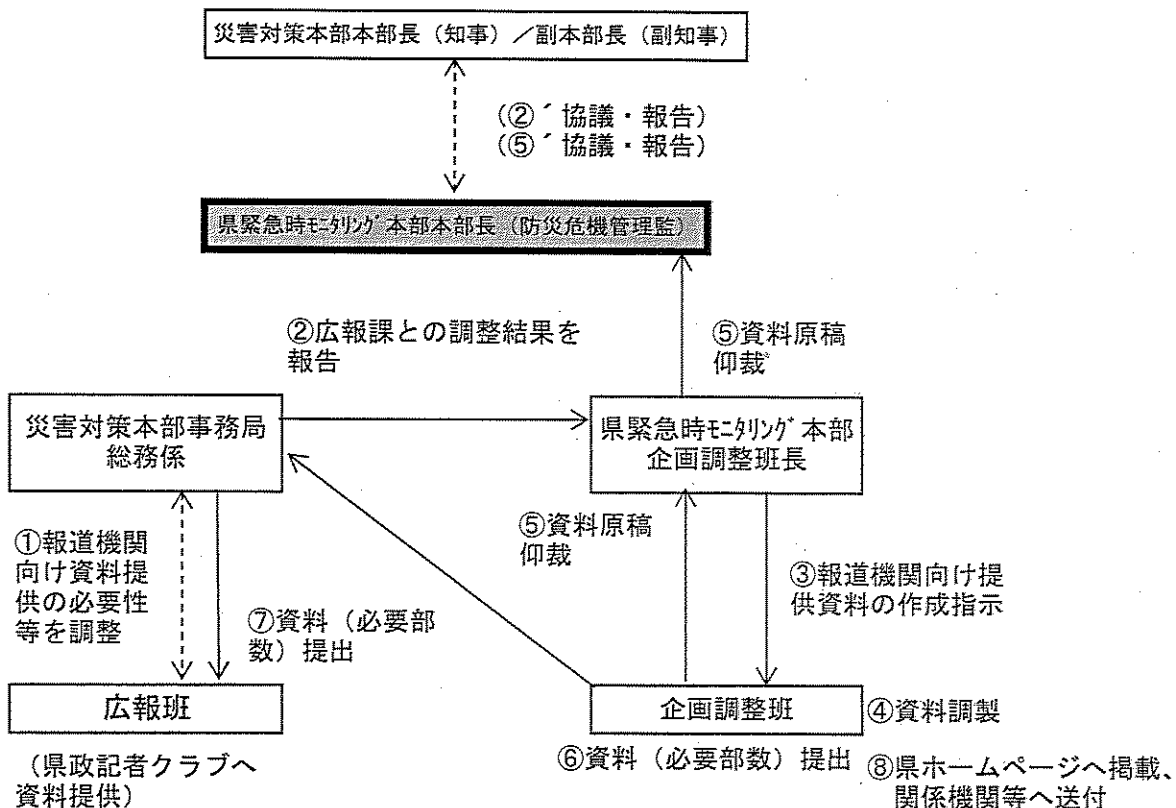 災害対策本部本部長（知事）／副本部長（副知事）
（②´協議・報告）
（⑤´協議・報告）
県緊急時ﾓﾆﾀﾘﾝｸﾞ本部本部長（防災危機管理監）
②広報課との調整結果を
報告
⑤資料原稿
仰裁
災害対策本部事務局
総務係
県緊急時ﾓﾆﾀﾘﾝｸﾞ本部
企画調整班長
①報道機関
向け資料提
供の必要性
等を調整
⑦資料（必要部
数）提出
⑤資料原稿
仰裁
③報道機関向け提
供資料の作成指示
広報班
企画調整班
④資料調製
（県政記者クラブへ
資料提供）
⑥資料（必要部数）提出
⑧県ホームページへ掲載、
関係機関等へ送付